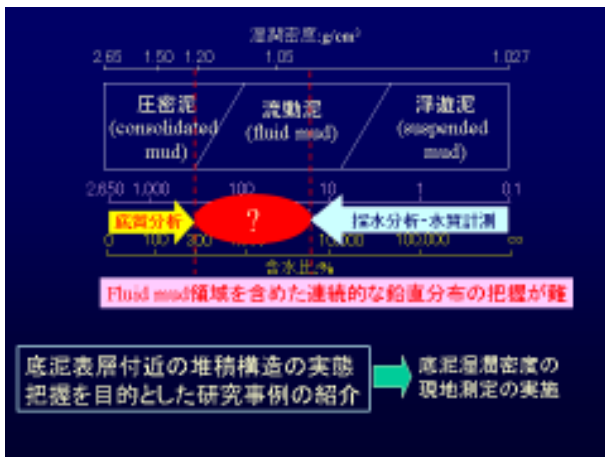 湿潤密度:g/cm³
2.65 1.50 1.20 1.05 1.027
圧密泥
(consolidated
mud)
流動泥
(fluid mud)
浮遊泥
(suspended
mud)
2,650 1,000 100 10 1 0.1
底質分析
?
採水分析・水質計測
0 100 300 10,000 100,000 ∞
含水比:%
Fluid mud領域を含めた連続的な鉛直分布の把握が難
底泥表層付近の堆積構造の実態
把握を目的とした研究事例の紹介
底泥湿潤密度の
現地測定の実施